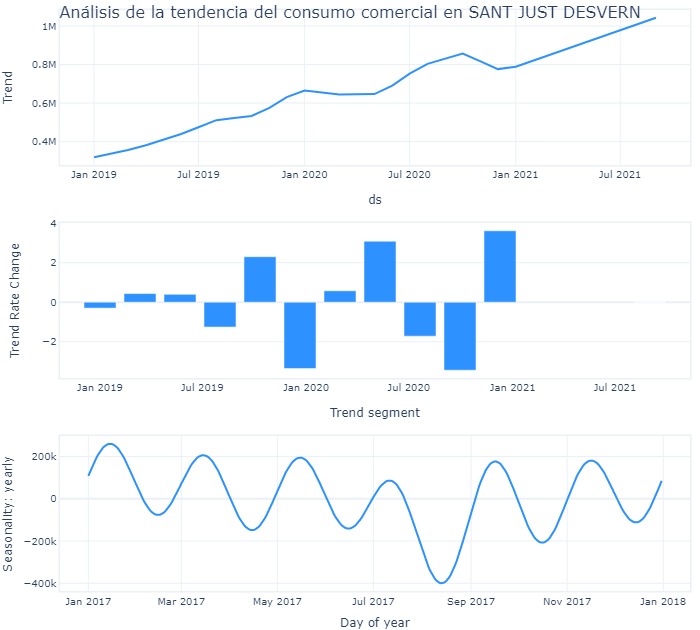 Análisis de la tendencia del consumo comercial en SANT JUST DESVERN
1M
0.8M
0.6M
0.4M
Trend
Jan 2019 Jul 2019 Jan 2020 Jul 2020 Jan 2021 Jul 2021
ds
4
2
0
−2
Trend Rate Change
Jan 2019 Jul 2019 Jan 2020 Jul 2020 Jan 2021 Jul 2021
Trend segment
200k
0
−200k
−400k
Seasonality: yearly
Jan 2017 Mar 2017 May 2017 Jul 2017 Sep 2017 Nov 2017 Jan 2018
Day of year